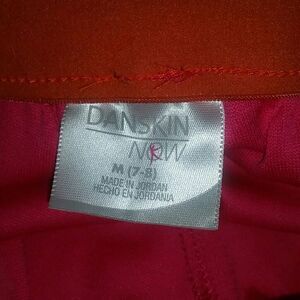 DANSKIN
NOW
M (7-8)
MADE IN JORDAN
HECHO EN JORDANIA